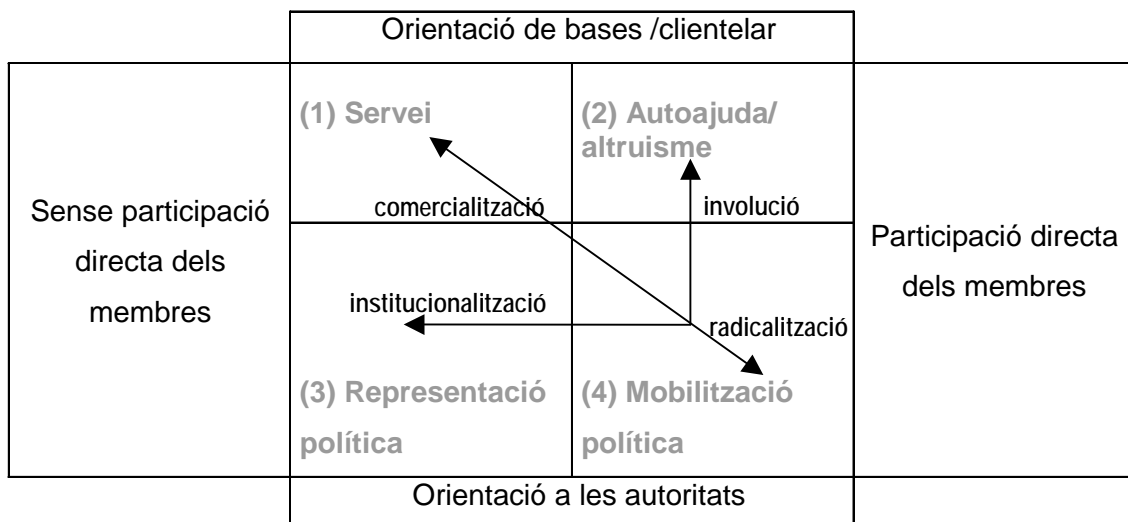 Orientació de bases /clientelar
(1) Servei
(2) Autoajuda/
altruisme
Sense participació
directa dels
membres
comercialització
involució
Participació directa
dels membres
institucionalització
radicalització
(3) Representació
política
(4) Mobilització
política
Orientació a les autoritats